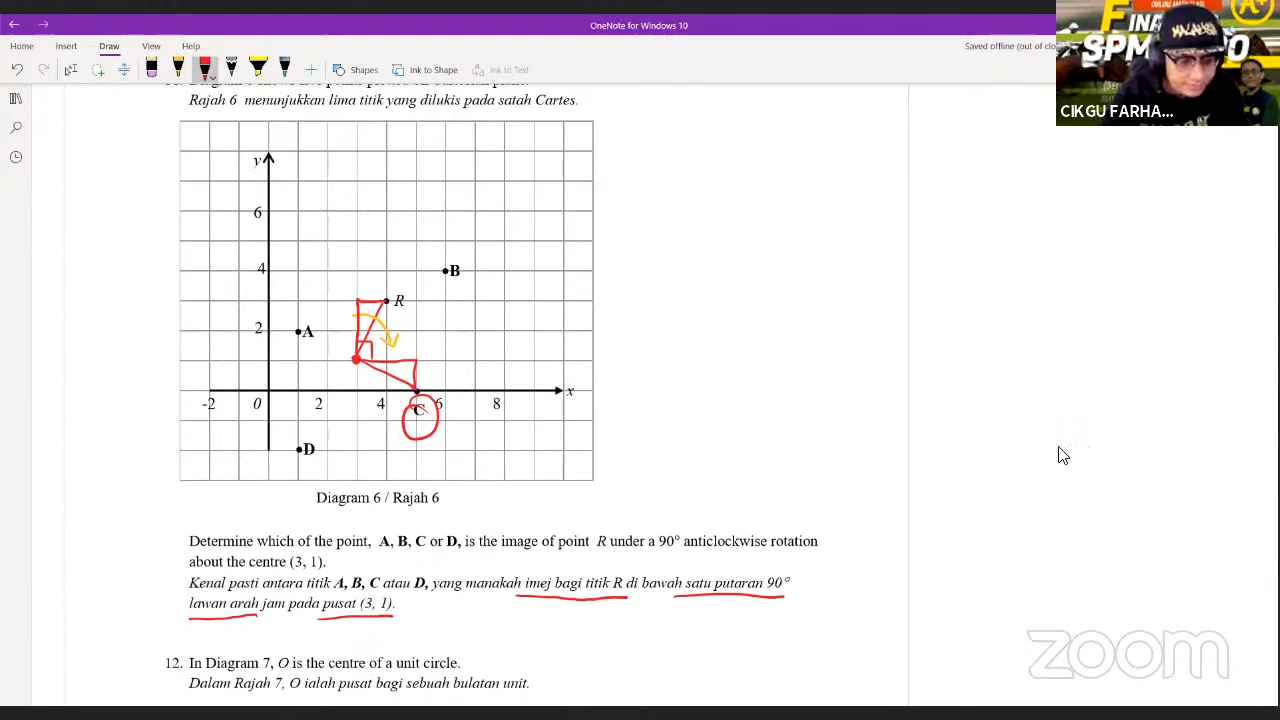 OneNote for Windows 10
Home Insert Draw View Help
Saved offline (out of
Shapes
Ink to Shape
Ink to Text
FINA
SPM
A+
MALAYSIA
CIKGU FARHA...
Rajah 6 menunjukkan lima titik yang dilukis pada satah Cartes.
y
6
4
B
R
2
A
x
-2 0 2 4 6 8
C
D
Diagram 6 / Rajah 6
Determine which of the point, A, B, C or D, is the image of point R under a 90° anticlockwise rotation
about the centre (3, 1).
Kenal pasti antara titik A, B, C atau D, yang manakah imej bagi titik R di bawah satu putaran 90°
lawan arah jam pada pusat (3, 1).
12. In Diagram 7, O is the centre of a unit circle.
Dalam Rajah 7, O ialah pusat bagi sebuah bulatan unit.
zoom